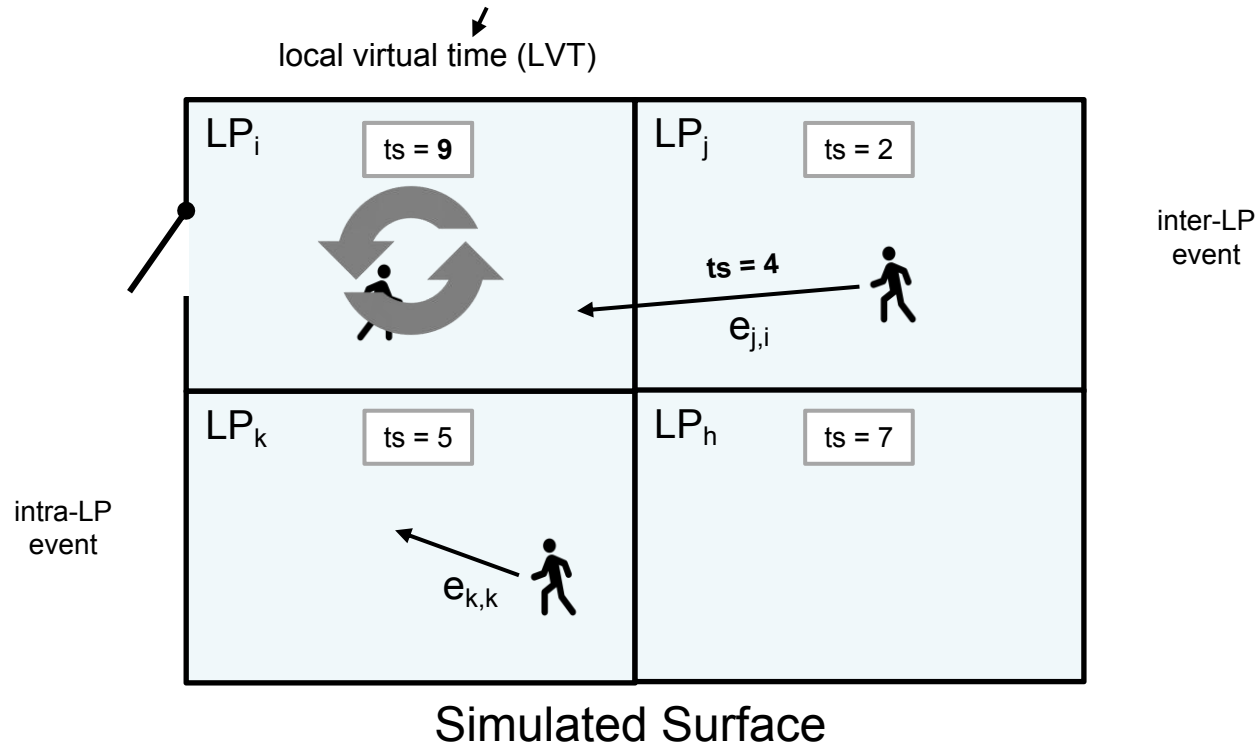 local virtual time (LVT)
LPi
ts = 9
LPj
ts = 2
inter-LP
event
ts = 4
ej,i
LPk
ts = 5
LPh
ts = 7
intra-LP
event
ek,k
Simulated Surface